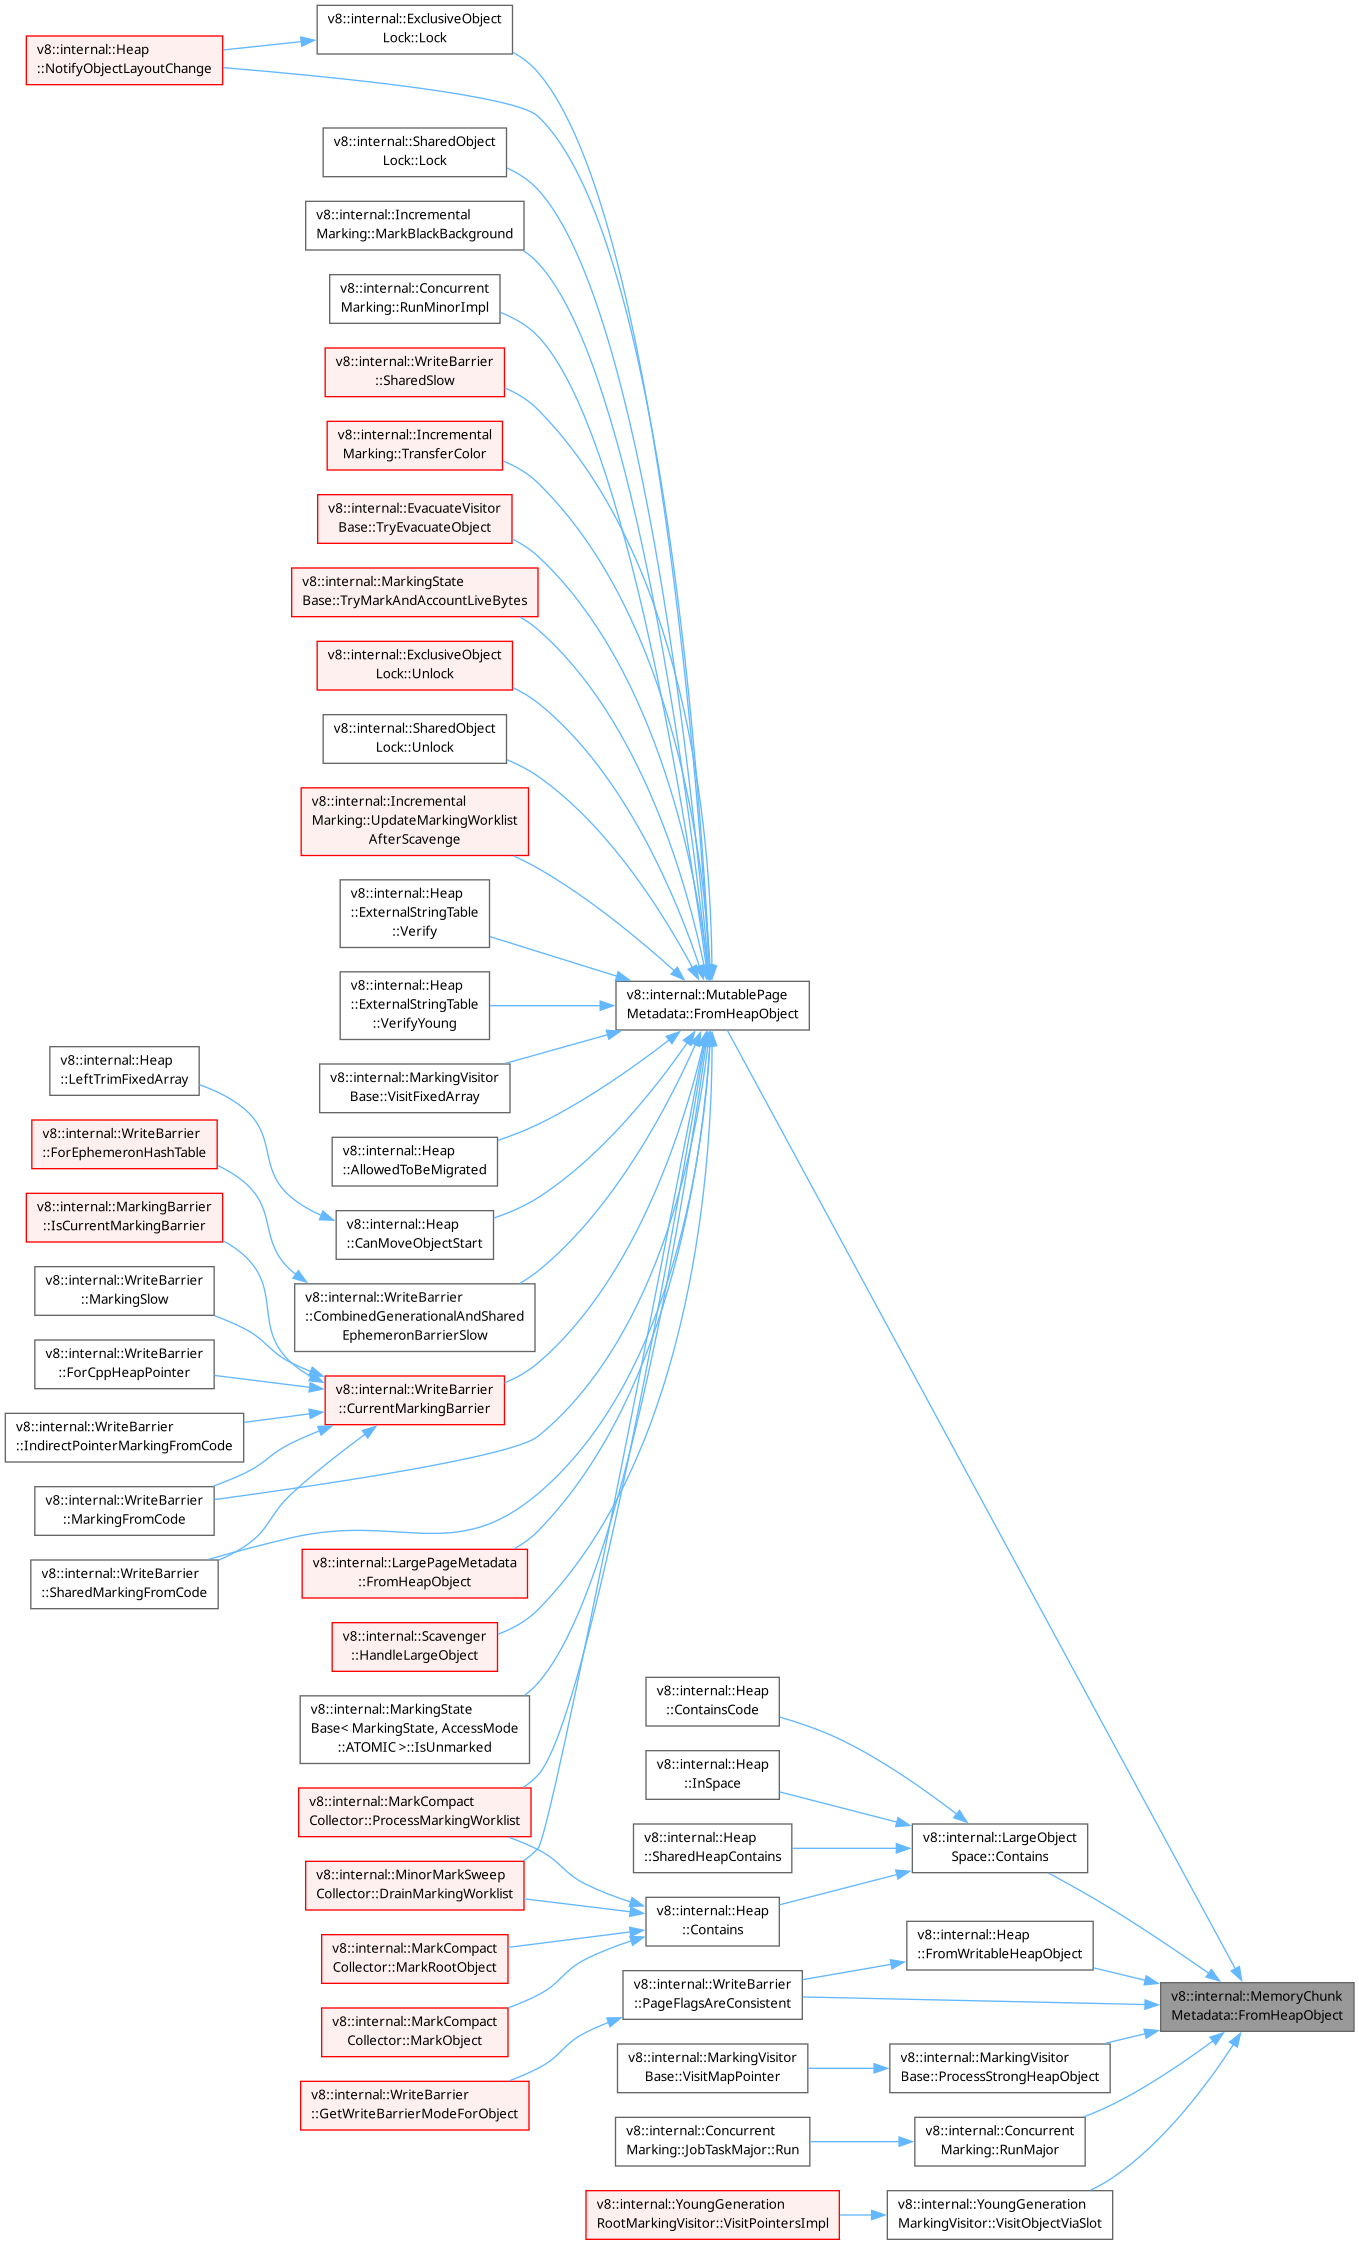 v8::internal::ExclusiveObject
Lock::Lock
v8::internal::Heap
::NotifyObjectLayoutChange
v8::internal::SharedObject
Lock::Lock
v8::internal::Incremental
Marking::MarkBlackBackground
v8::internal::Concurrent
Marking::RunMinorImpl
v8::internal::WriteBarrier
::SharedSlow
v8::internal::Incremental
Marking::TransferColor
v8::internal::EvacuateVisitor
Base::TryEvacuateObject
v8::internal::MarkingState
Base::TryMarkAndAccountLiveBytes
v8::internal::ExclusiveObject
Lock::Unlock
v8::internal::SharedObject
Lock::Unlock
v8::internal::Incremental
Marking::UpdateMarkingWorklist
AfterScavenge
v8::internal::Heap
::ExternalStringTable
::Verify
v8::internal::Heap
::ExternalStringTable
::VerifyYoung
v8::internal::MutablePage
Metadata::FromHeapObject
v8::internal::MarkingVisitor
Base::VisitFixedArray
v8::internal::Heap
::LeftTrimFixedArray
v8::internal::Heap
::AllowedToBeMigrated
v8::internal::WriteBarrier
::ForEphemeronHashTable
v8::internal::Heap
::CanMoveObjectStart
v8::internal::MarkingBarrier
::IsCurrentMarkingBarrier
v8::internal::WriteBarrier
::CombinedGenerationalAndShared
EphemeronBarrierSlow
v8::internal::WriteBarrier
::MarkingSlow
v8::internal::WriteBarrier
::ForCppHeapPointer
v8::internal::WriteBarrier
::CurrentMarkingBarrier
v8::internal::WriteBarrier
::IndirectPointerMarkingFromCode
v8::internal::WriteBarrier
::MarkingFromCode
v8::internal::WriteBarrier
::SharedMarkingFromCode
v8::internal::LargePageMetadata
::FromHeapObject
v8::internal::Scavenger
::HandleLargeObject
v8::internal::MarkingState
Base< MarkingState, AccessMode
::ATOMIC >::IsUnmarked
v8::internal::Heap
::ContainsCode
v8::internal::Heap
::InSpace
v8::internal::MarkCompact
Collector::ProcessMarkingWorklist
v8::internal::Heap
::SharedHeapContains
v8::internal::LargeObject
Space::Contains
v8::internal::MinorMarkSweep
Collector::DrainMarkingWorklist
v8::internal::Heap
::Contains
v8::internal::Heap
::FromWritableHeapObject
v8::internal::MarkCompact
Collector::MarkRootObject
v8::internal::WriteBarrier
::PageFlagsAreConsistent
v8::internal::MemoryChunk
Metadata::FromHeapObject
v8::internal::MarkCompact
Collector::MarkObject
v8::internal::MarkingVisitor
Base::VisitMapPointer
v8::internal::MarkingVisitor
Base::ProcessStrongHeapObject
v8::internal::WriteBarrier
::GetWriteBarrierModeForObject
v8::internal::Concurrent
Marking::JobTaskMajor::Run
v8::internal::Concurrent
Marking::RunMajor
v8::internal::YoungGeneration
RootMarkingVisitor::VisitPointersImpl
v8::internal::YoungGeneration
MarkingVisitor::VisitObjectViaSlot